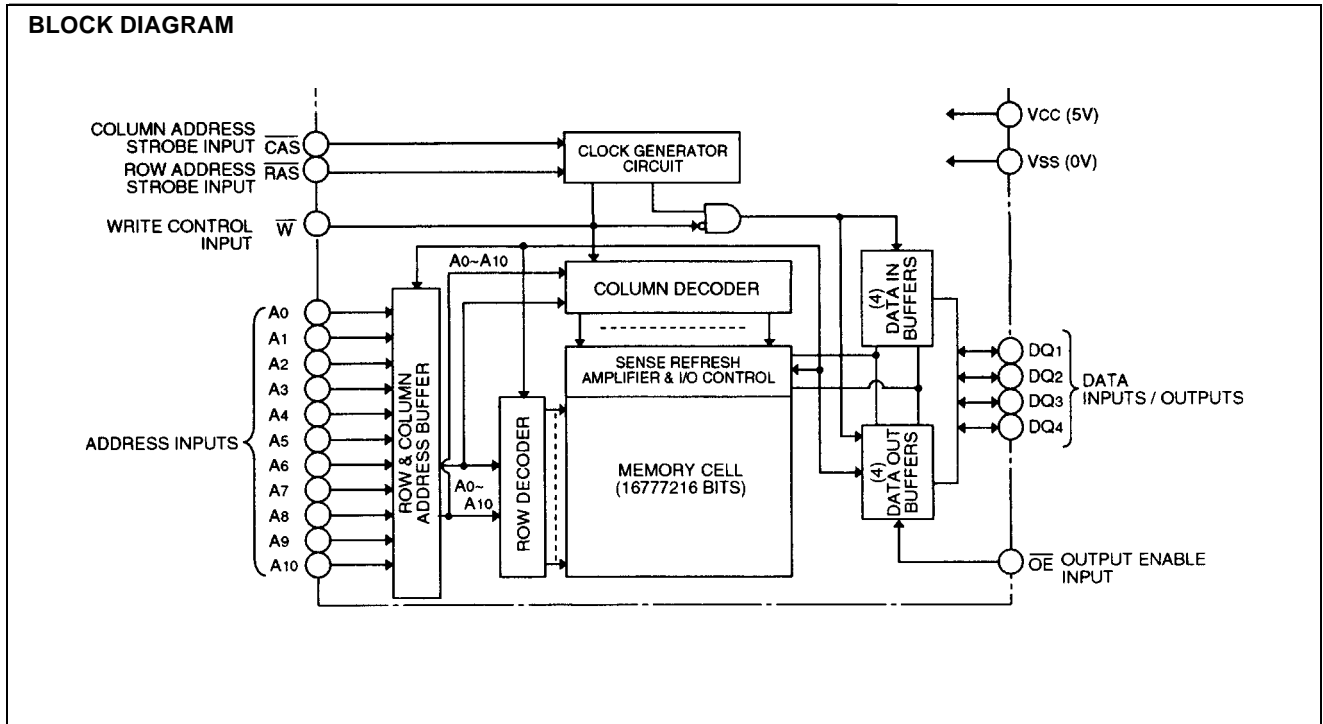 BLOCK DIAGRAM
COLUMN ADDRESS
STROBE INPUT C̅A̅S̅
ROW ADDRESS R̅A̅S̅
STROBE INPUT
WRITE CONTROL W̅
INPUT
ADDRESS INPUTS
A0
A1
A2
A3
A4
A5
A6
A7
A8
A9
A10
ROW & COLUMN
ADDRESS BUFFER
CLOCK GENERATOR
CIRCUIT
A0~A10
COLUMN DECODER
SENSE REFRESH
AMPLIFIER & I/O CONTROL
A0~
A10
ROW DECODER
MEMORY CELL
(16777216 BITS)
(4)
DATA IN
BUFFERS
(4)
DATA OUT
BUFFERS
VCC (5V)
VSS (0V)
DQ1
DQ2
DQ3
DQ4
DATA
INPUTS / OUTPUTS
O̅E̅ OUTPUT ENABLE
INPUT